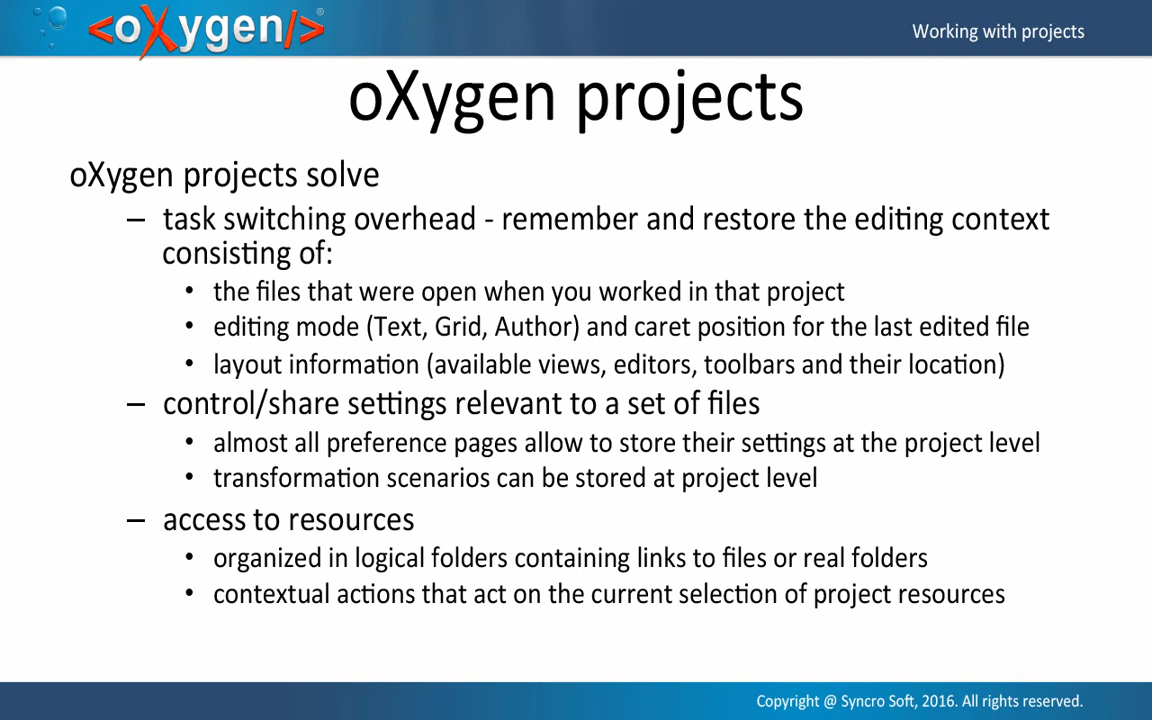 <oXygen/>®
Working with projects
oXygen projects
oXygen projects solve
– task switching overhead - remember and restore the editing context
consisting of:
• the files that were open when you worked in that project
• editing mode (Text, Grid, Author) and caret position for the last edited file
• layout information (available views, editors, toolbars and their location)
– control/share settings relevant to a set of files
• almost all preference pages allow to store their settings at the project level
• transformation scenarios can be stored at project level
– access to resources
• organized in logical folders containing links to files or real folders
• contextual actions that act on the current selection of project resources
Copyright @ Syncro Soft, 2016. All rights reserved.